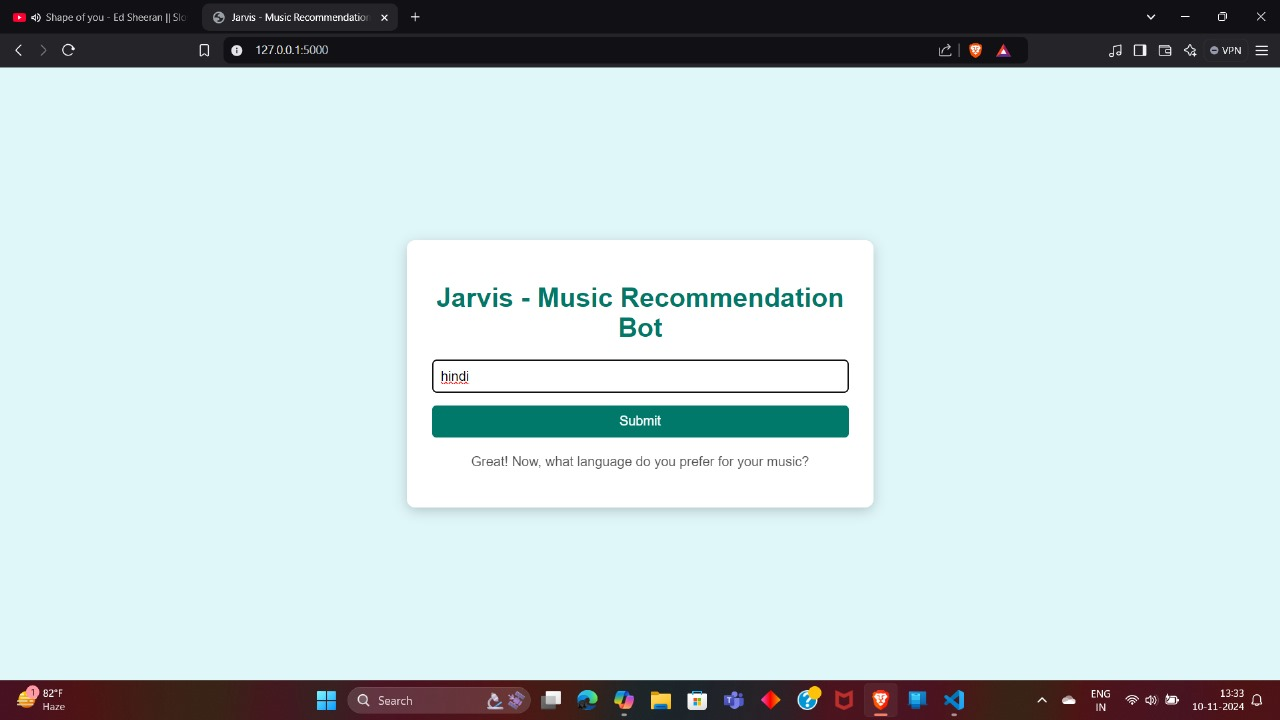 Shape of you - Ed Sheeran || Slo
Jarvis - Music Recommendation
127.0.0.1:5000
VPN
Jarvis - Music Recommendation
Bot
hindi
Submit
Great! Now, what language do you prefer for your music?
1
82°F
Haze
Search
ENG
IN
13:33
10-11-2024